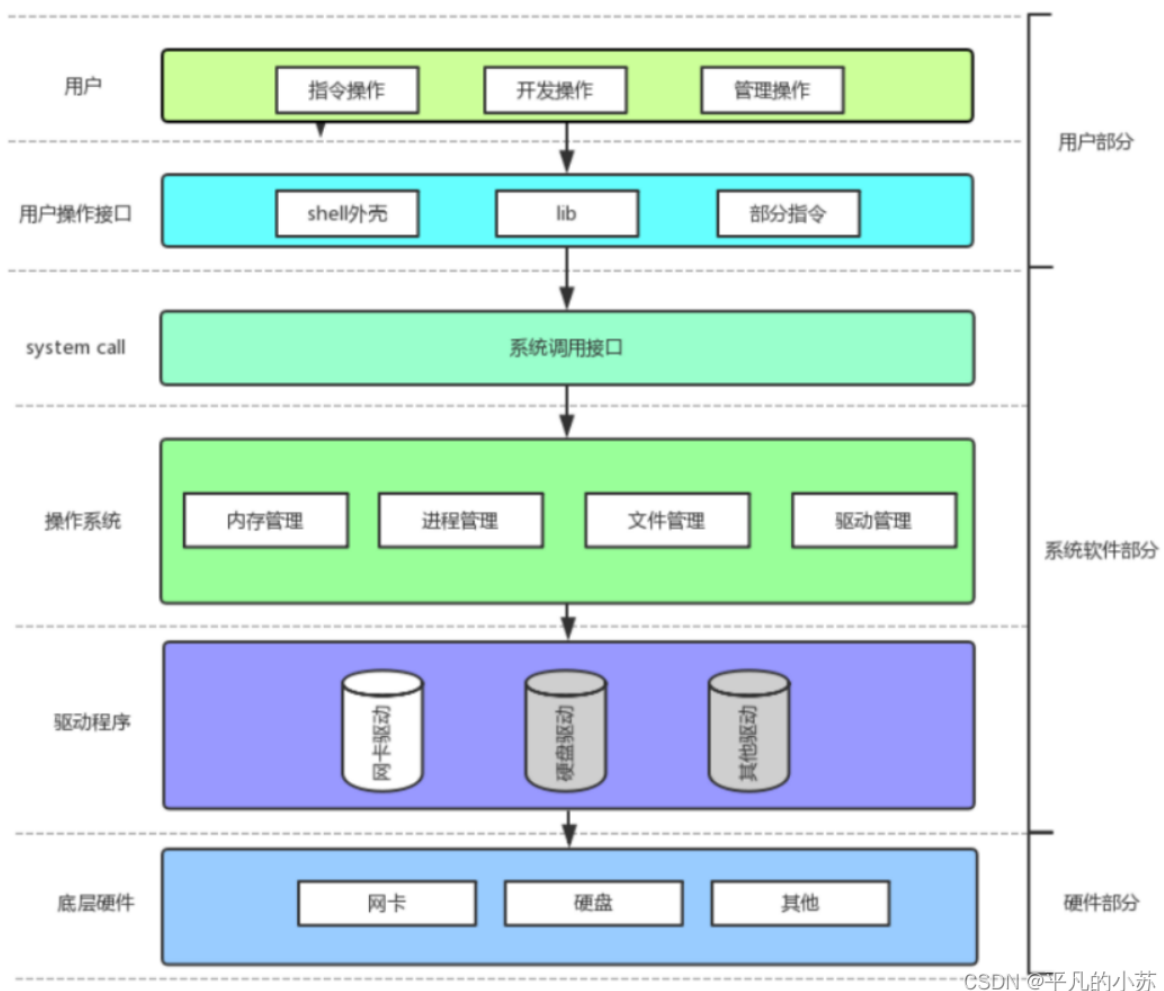 用户
指令操作
开发操作
管理操作
用户部分
用户操作接口
shell外壳
lib
部分指令
system call
系统调用接口
操作系统
内存管理
进程管理
文件管理
驱动管理
系统软件部分
驱动程序
网卡驱动
硬盘驱动
其他驱动
底层硬件
网卡
硬盘
其他
硬件部分
CSDN @平凡的小苏